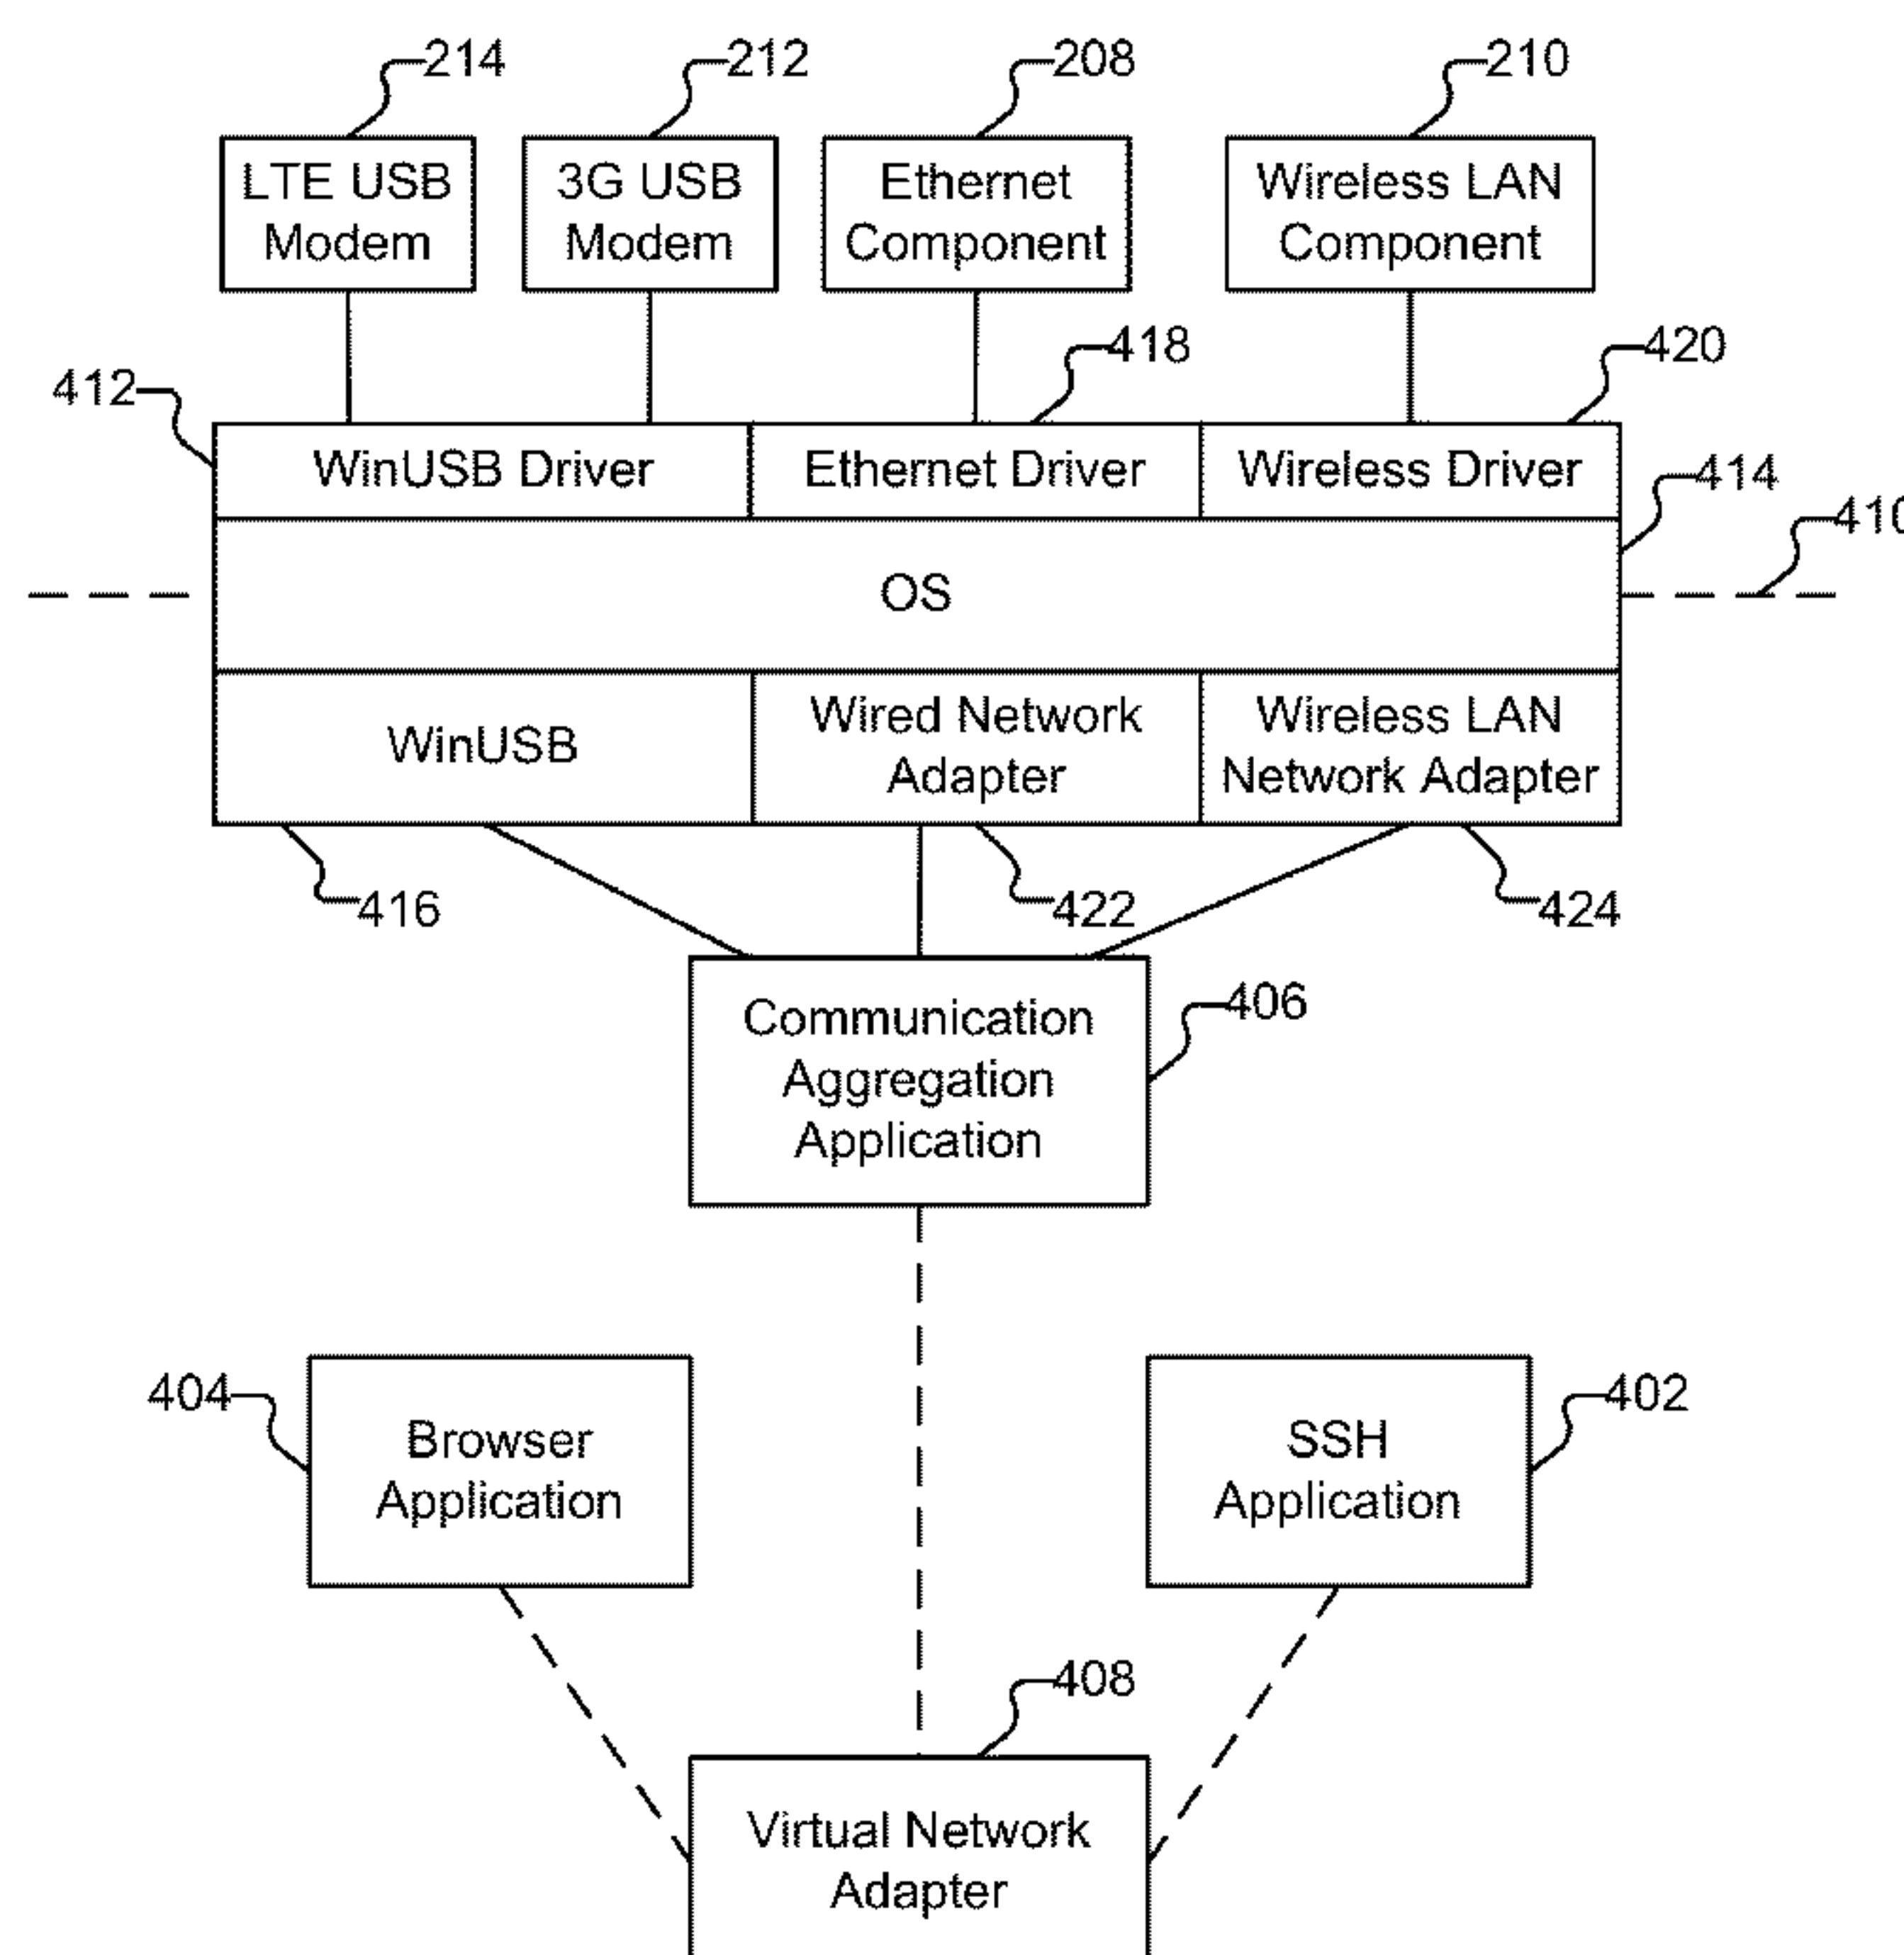 214
212
208
210
LTE USB
Modem
3G USB
Modem
Ethernet
Component
Wireless LAN
Component
418
420
412
WinUSB Driver
Ethernet Driver
Wireless Driver
414
410
OS
WinUSB
Wired Network
Adapter
Wireless LAN
Network Adapter
416
422
424
Communication
Aggregation
Application
406
404
Browser
Application
SSH
Application
402
408
Virtual Network
Adapter